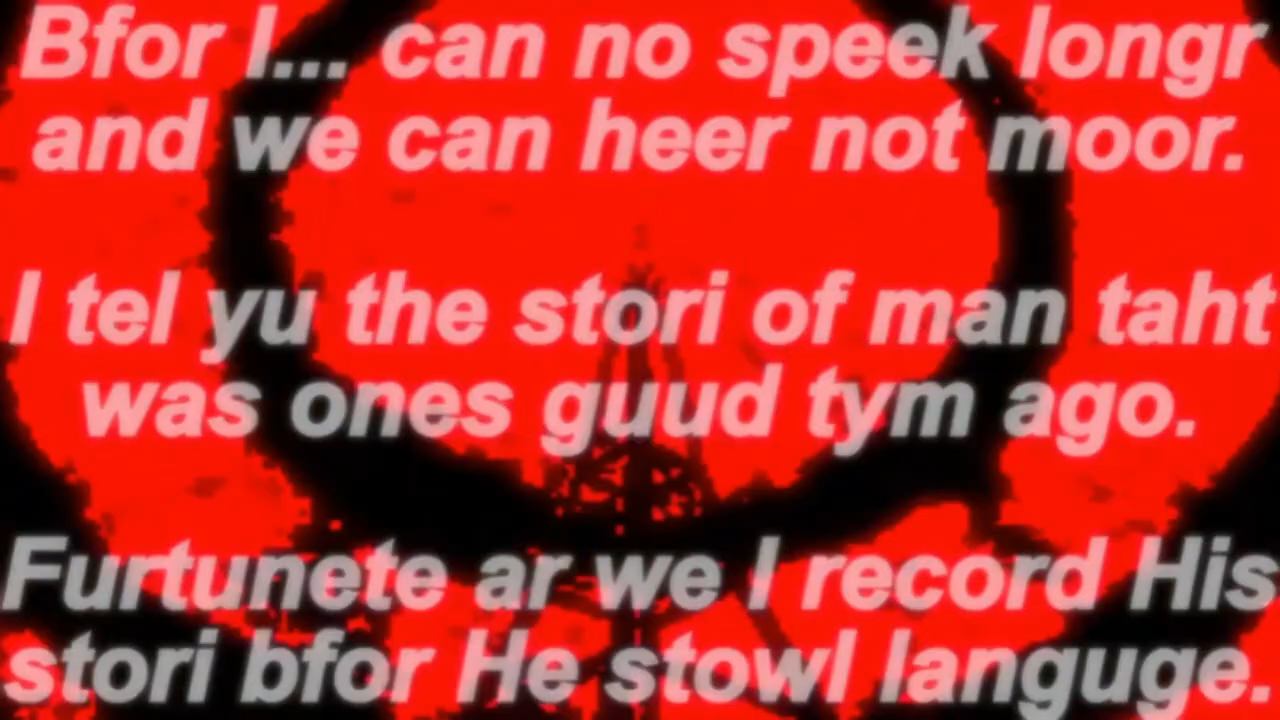 Bfor I... can no speek longr
and we can heer not moor.
I tel yu the stori of man taht
was ones guud tym ago.
Furtunete ar we I record His
stori bfor He stowl languge.